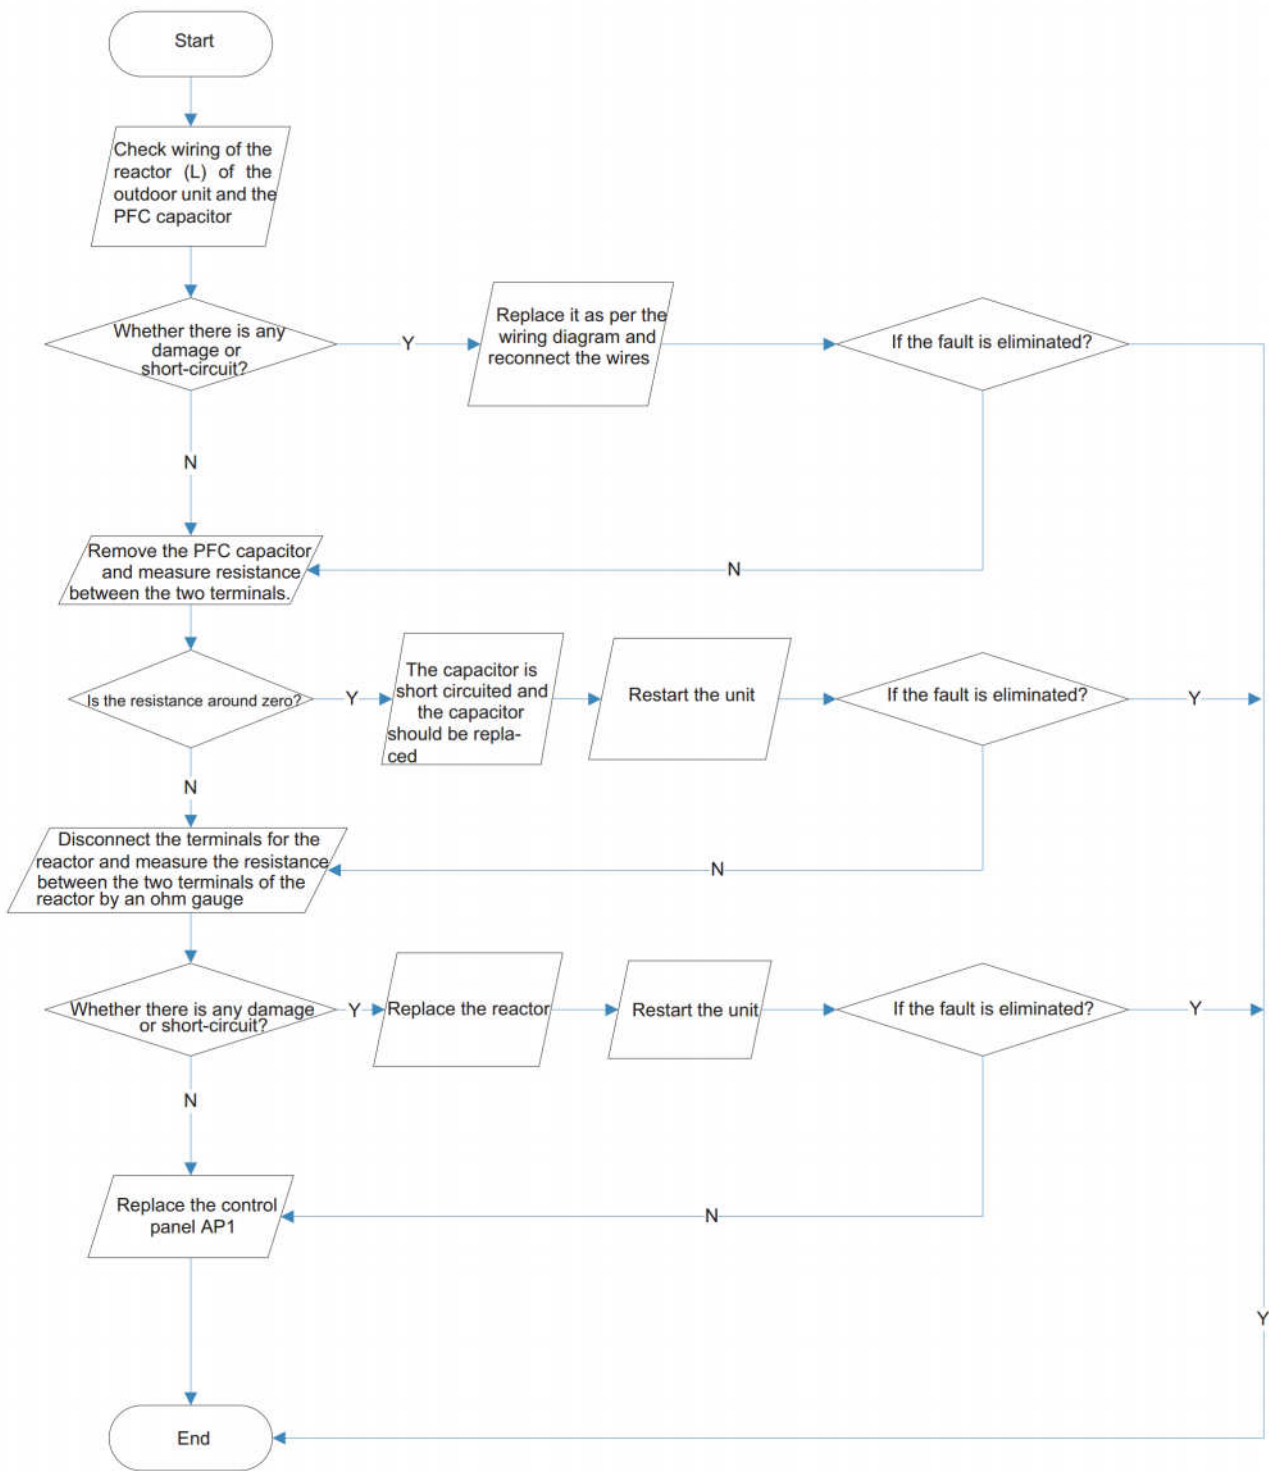 Start
Check wiring of the
reactor (L) of the
outdoor unit and the
PFC capacitor
Whether there is any
damage or
short-circuit?
Y
Replace it as per the
wiring diagram and
reconnect the wires
If the fault is eliminated?
N
Remove the PFC capacitor
and measure resistance
between the two terminals.
N
Is the resistance around zero?
Y
The capacitor is
short circuited and
the capacitor
should be repla-
ced
Restart the unit
If the fault is eliminated?
Y
N
Disconnect the terminals for the
reactor and measure the resistance
between the two terminals of the
reactor by an ohm gauge
N
Whether there is any damage
or short-circuit?
Y
Replace the reactor
Restart the unit
If the fault is eliminated?
Y
N
Replace the control
panel AP1
N
Y
End